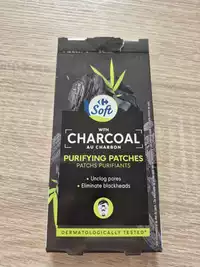 Soft
WITH
CHARCOAL
AU CHARBON
PURIFYING PATCHES
PATCHS PURIFIANTS
• Unclog pores
• Eliminate blackheads
DERMATOLOGICALLY TESTED*